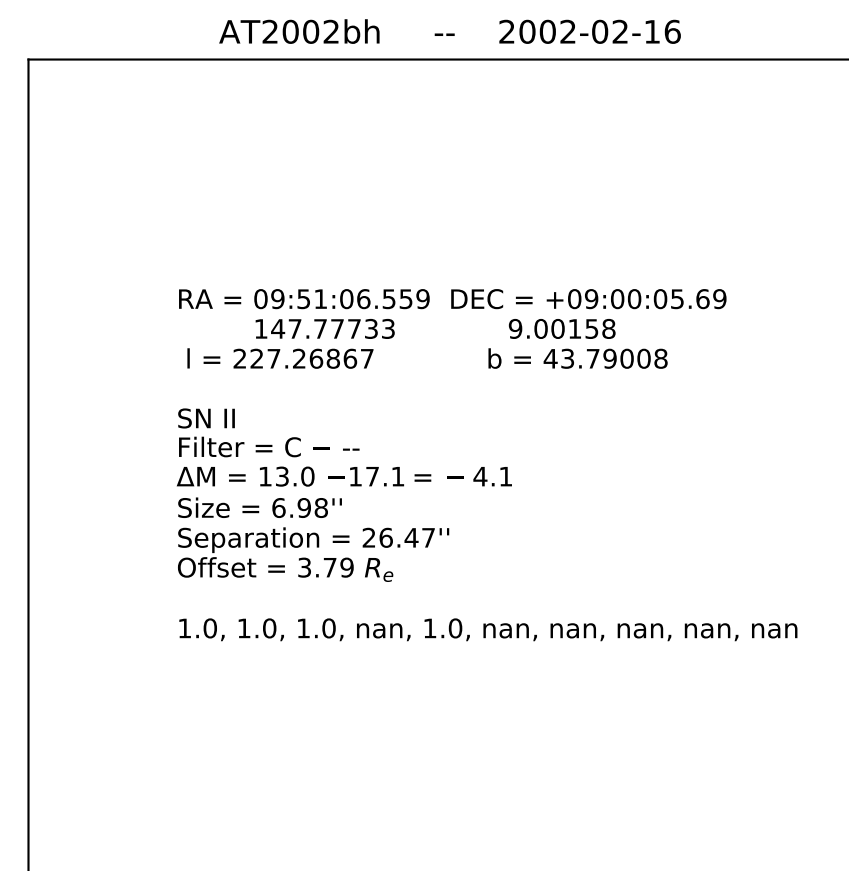 AT2002bh -- 2002-02-16
RA = 09:51:06.559 DEC = +09:00:05.69
147.77733 9.00158
l = 227.26867 b = 43.79008
SN II
Filter = C − --
ΔM = 13.0 −17.1 = − 4.1
Size = 6.98''
Separation = 26.47''
Offset = 3.79 Rₑ
1.0, 1.0, 1.0, nan, 1.0, nan, nan, nan, nan, nan